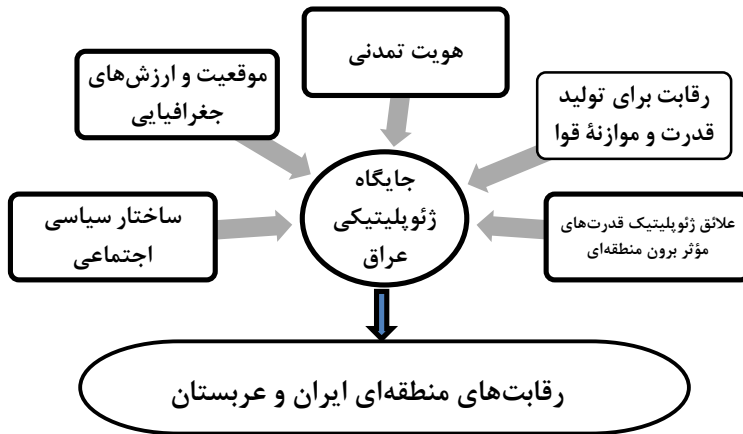 هویت تمدنی
رقابت برای تولید
قدرت و موازنهٔ قوا
موقعیت و ارزش‌های
جغرافیایی
جایگاه
ژئوپلیتیکی
عراق
علائق ژئوپلیتیک قدرت‌های
مؤثر برون منطقه‌ای
ساختار سیاسی
اجتماعی
رقابت‌های منطقه‌ای ایران و عربستان